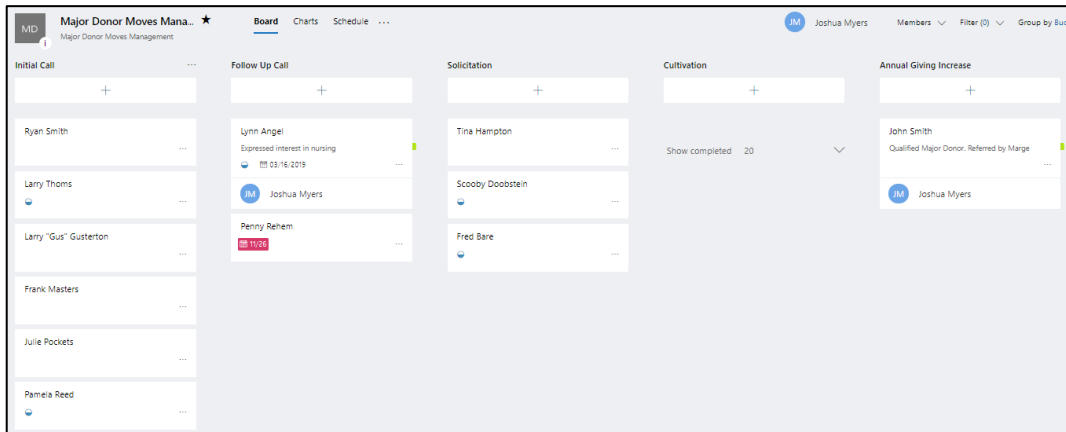 MD
Major Donor Moves Mana... ★
Major Donor Moves Management
i
Board Charts Schedule ...
JM Joshua Myers Members Filter (0) Group by Buc
Initial Call ...
+
Ryan Smith
...
Larry Thoms
...
Larry "Gus" Gusterton
...
Frank Masters
...
Julie Pockets
...
Pamela Reed
...
Follow Up Call
+
Lynn Angel
Expressed interest in nursing
03/16/2019 ...
JM Joshua Myers
Penny Rehem
11/26 ...
Solicitation
+
Tina Hampton
...
Scooby Doobstein
...
Fred Bare
...
Cultivation
+
Show completed 20
Annual Giving Increase
+
John Smith
Qualified Major Donor. Referred by Marge
...
JM Joshua Myers